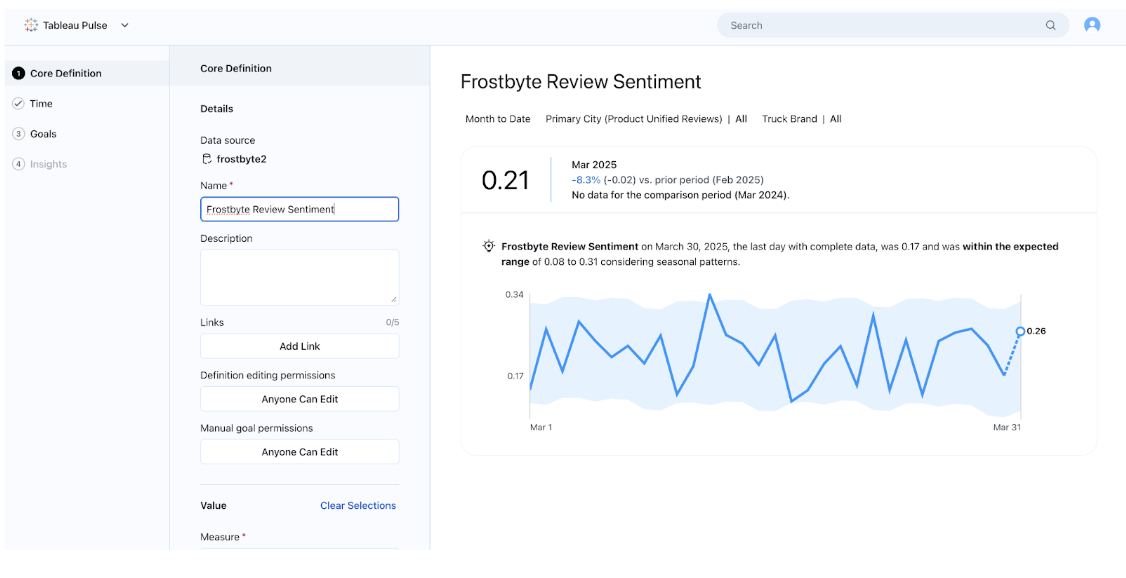 Tableau Pulse
Search
1 Core Definition
Time
3 Goals
4 Insights
Core Definition
Details
Data source
frostbyte2
Name *
Frostbyte Review Sentiment
Description
Links 0/5
Add Link
Definition editing permissions
Anyone Can Edit
Manual goal permissions
Anyone Can Edit
Value Clear Selections
Measure *
Frostbyte Review Sentiment
Month to Date Primary City (Product Unified Reviews) | All Truck Brand | All
0.21
Mar 2025
-8.3% (-0.02) vs. prior period (Feb 2025)
No data for the comparison period (Mar 2024).
Frostbyte Review Sentiment on March 30, 2025, the last day with complete data, was 0.17 and was within the expected
range of 0.08 to 0.31 considering seasonal patterns.
0.34
0.26
0.17
Mar 1 Mar 31